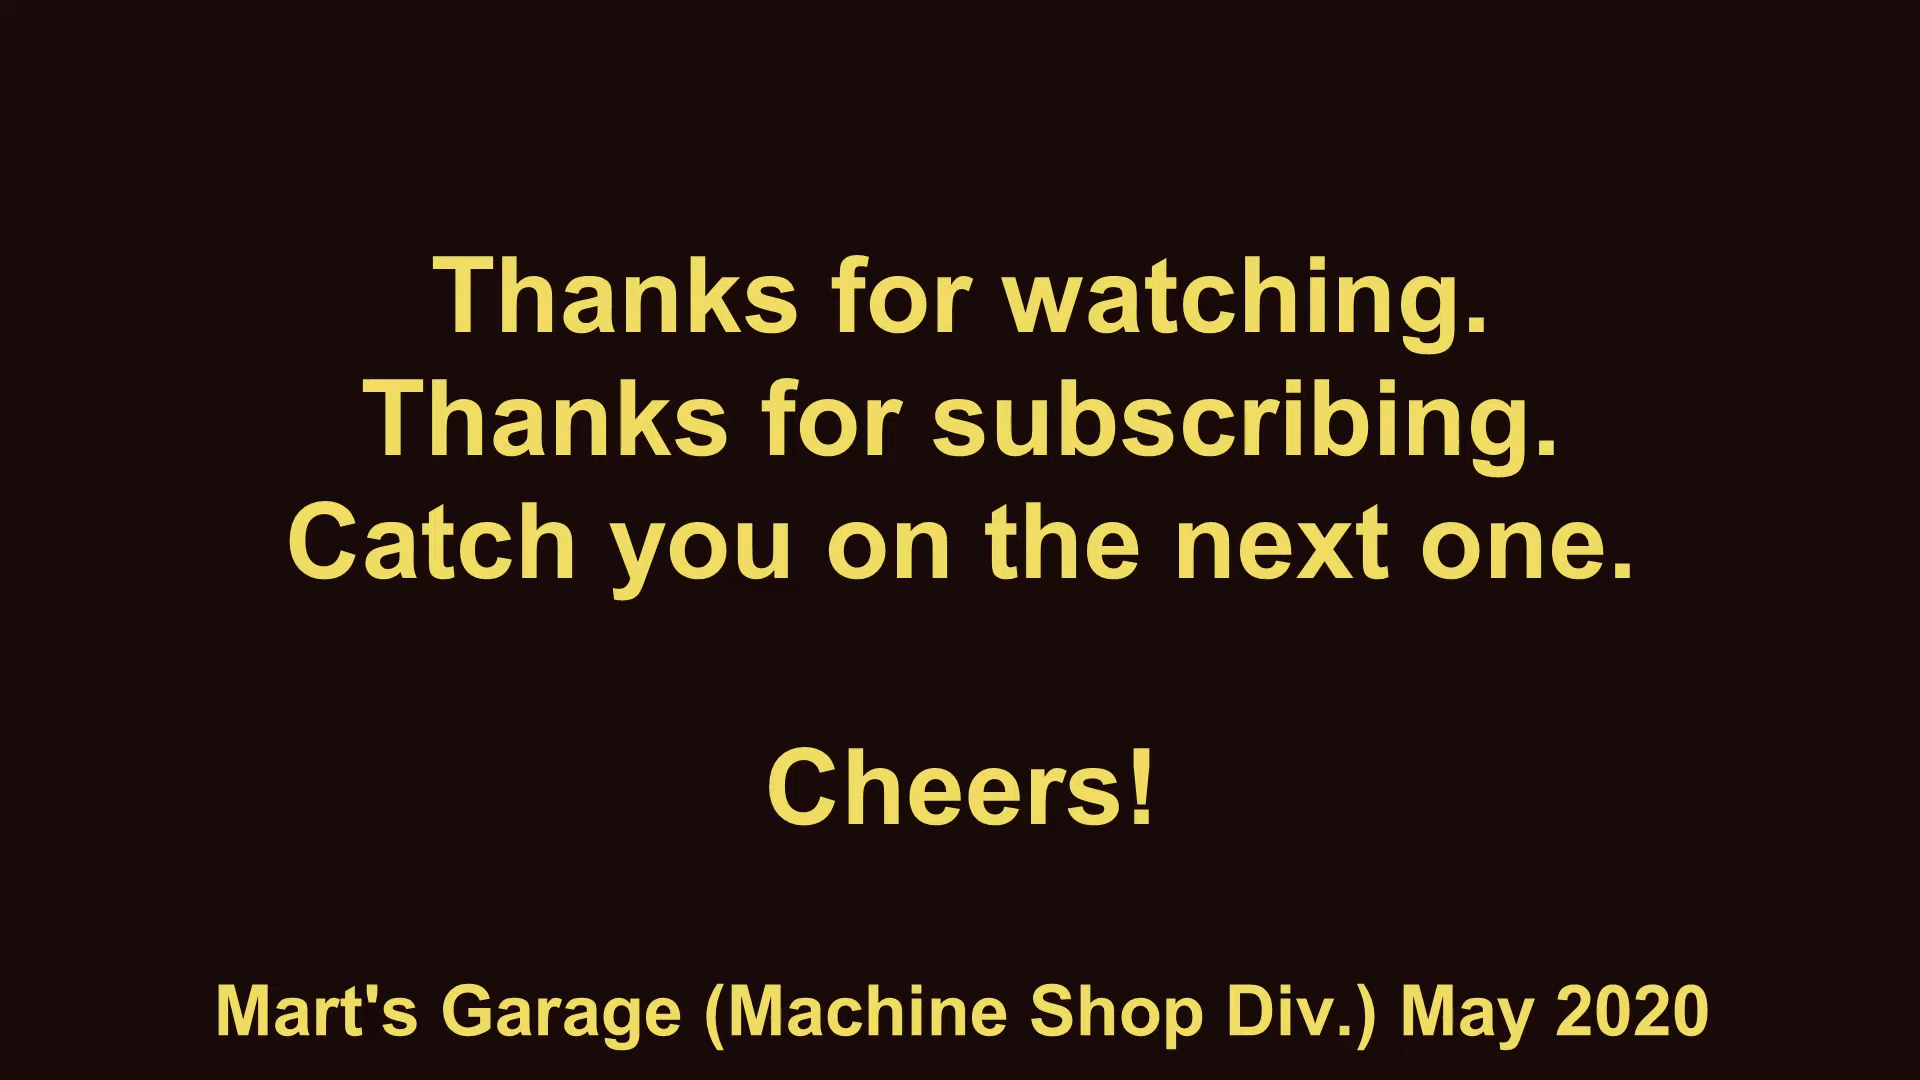 Thanks for watching.
Thanks for subscribing.
Catch you on the next one.
Cheers!
Mart's Garage (Machine Shop Div.) May 2020